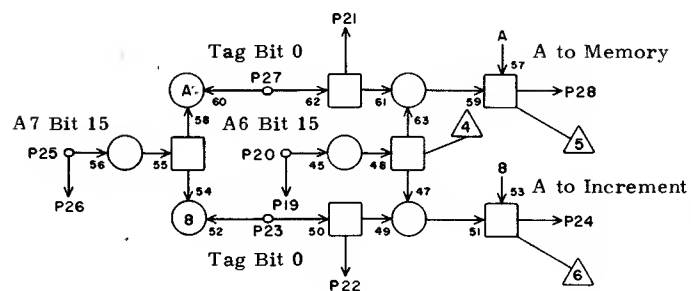 P21
Tag Bit 0
A
57
A to Memory
P27
A
60
62
61
59
P28
58
63
A7 Bit 15
A6 Bit 15
4
5
P25
56
55
P20
45
48
54
47
8
53
A to Increment
P26
P19
8
52
P23
50
49
51
P24
Tag Bit 0
6
P22